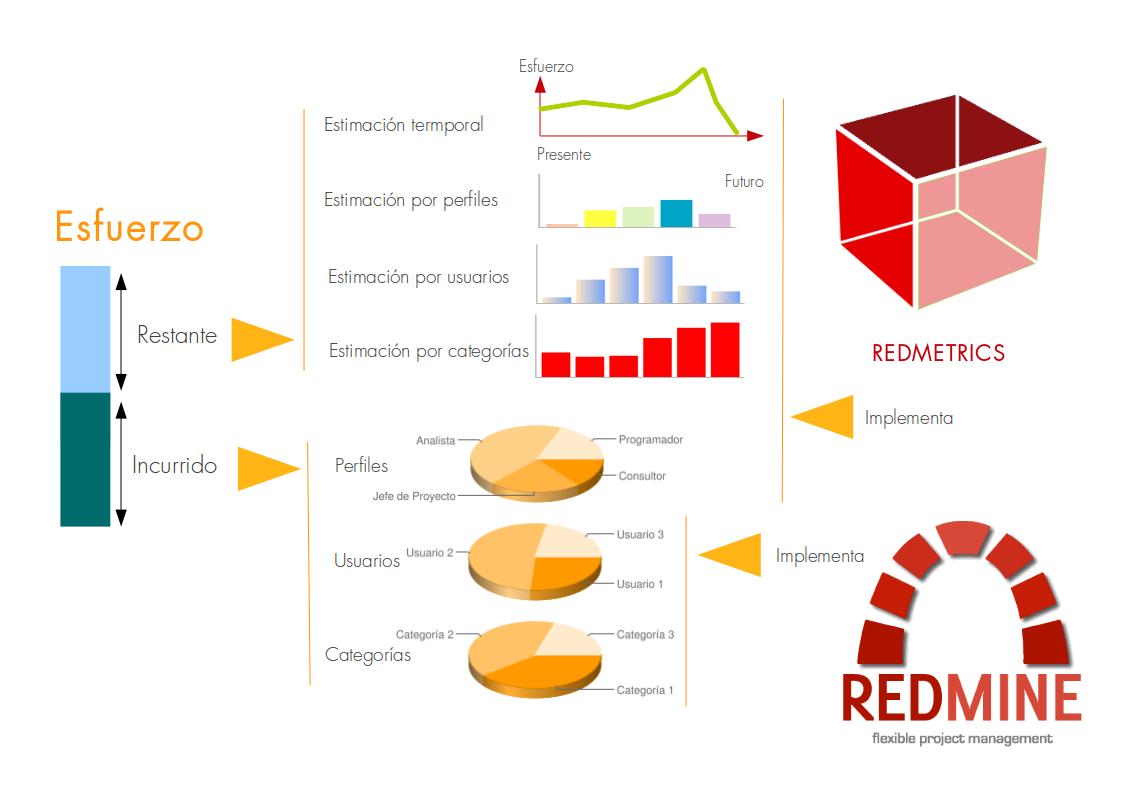 Esfuerzo
Restante
Incurrido
Estimación termporal
Esfuerzo
Presente
Futuro
Estimación por perfiles
Estimación por usuarios
Estimación por categorías
Perfiles
Analista
Programador
Consultor
Jefe de Proyecto
Usuarios
Usuario 2
Usuario 3
Usuario 1
Categorías
Categoría 2
Categoría 3
Categoría 1
REDMETRICS
Implementa
Implementa
REDMINE
flexible project management